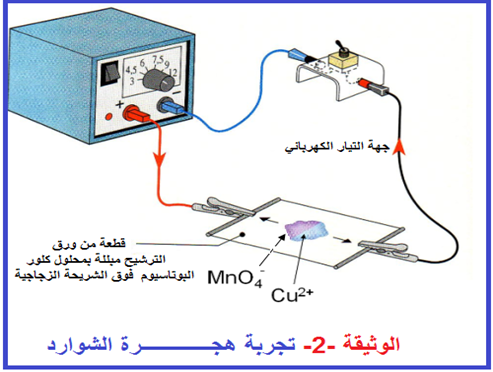 3 4,5 6 7,5 9 12
+ −
جهة التيار الكهربائي
قطعة من ورق
الترشيح مبللة بمحلول كلور
البوتاسيوم فوق الشريحة الزجاجية
MnO₄⁻
Cu²⁺
الوثيقة -2- تجربة هجــــــــــرة الشوارد